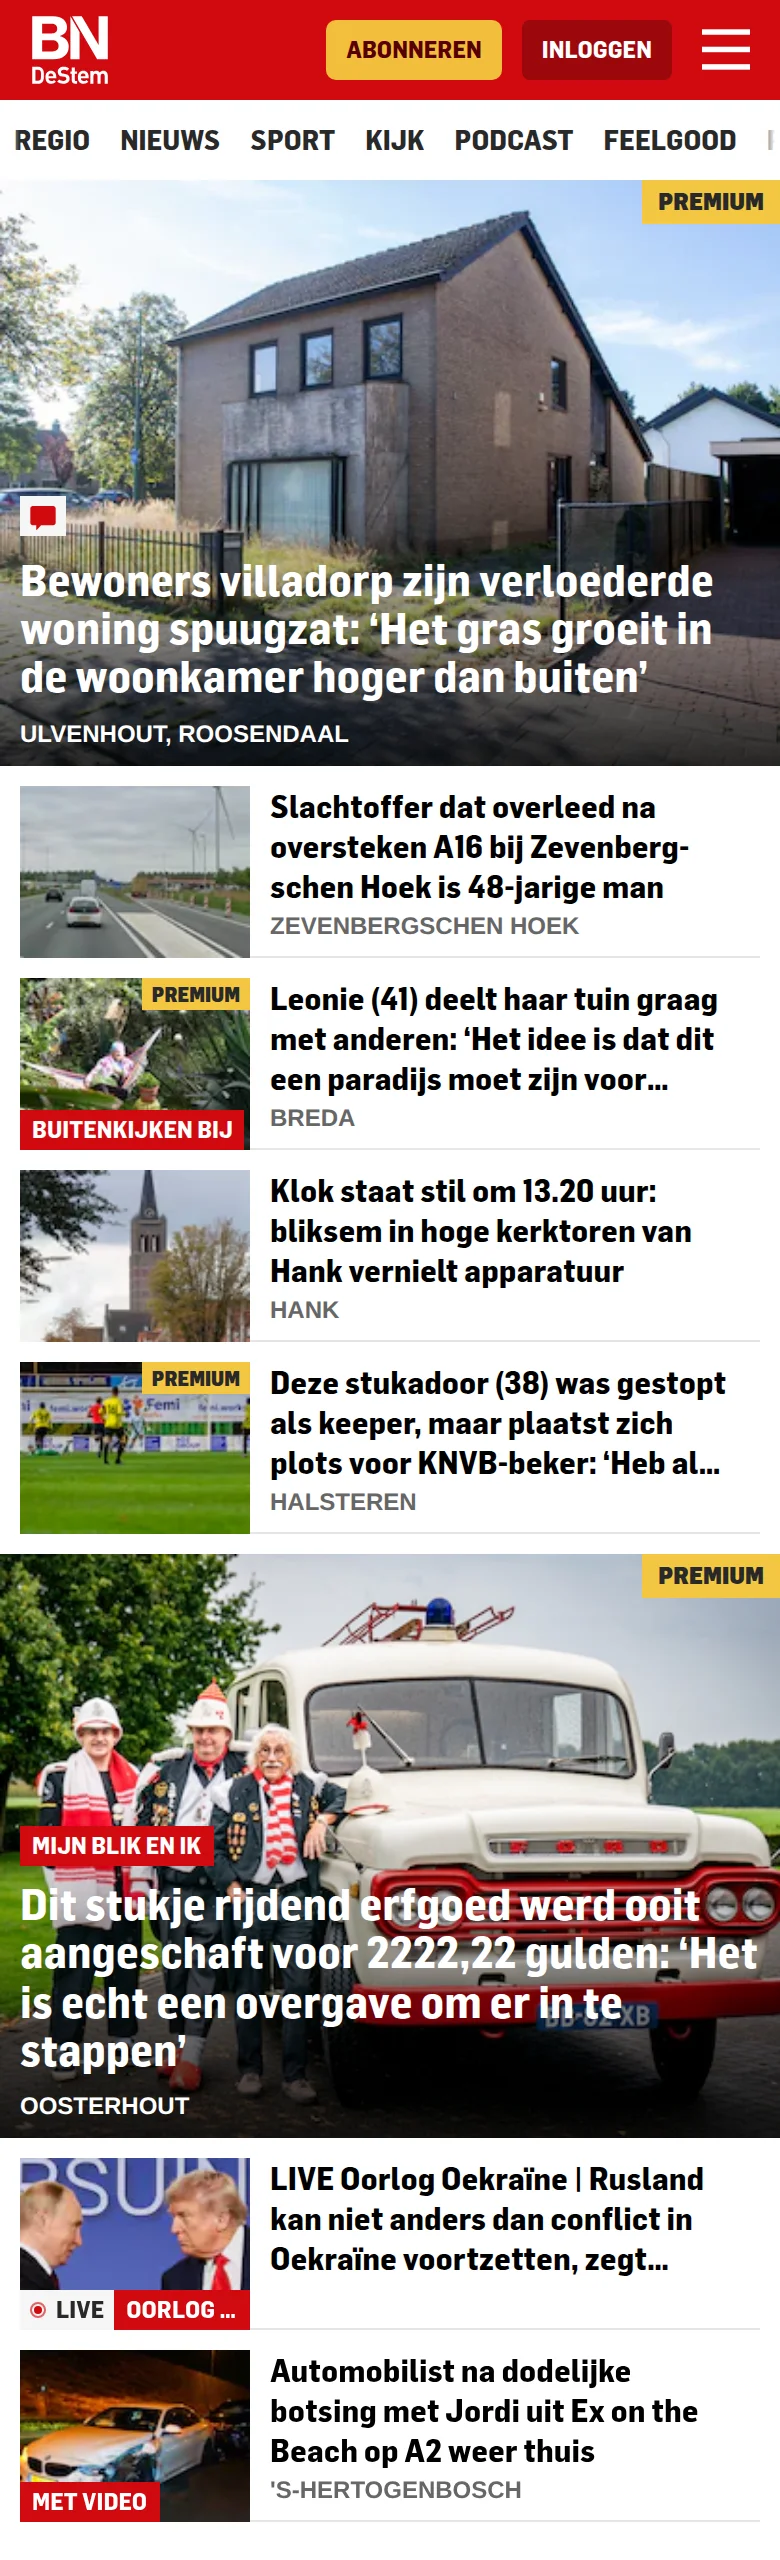 BN
DeStem
ABONNEREN
INLOGGEN
REGIO NIEUWS SPORT KIJK PODCAST FEELGOOD
PREMIUM
Bewoners villadorp zijn verloederde
woning spuugzat: ‘Het gras groeit in
de woonkamer hoger dan buiten’
ULVENHOUT, ROOSENDAAL
Slachtoffer dat overleed na
oversteken A16 bij Zevenberg-
schen Hoek is 48-jarige man
ZEVENBERGSCHEN HOEK
PREMIUM
BUITENKIJKEN BIJ
Leonie (41) deelt haar tuin graag
met anderen: ‘Het idee is dat dit
een paradijs moet zijn voor...
BREDA
Klok staat stil om 13.20 uur:
bliksem in hoge kerktoren van
Hank vernielt apparatuur
HANK
PREMIUM
femi.work
Femi
Deze stukadoor (38) was gestopt
als keeper, maar plaatst zich
plots voor KNVB-beker: ‘Heb al...
HALSTEREN
PREMIUM
FORD
MIJN BLIK EN IK
Dit stukje rijdend erfgoed werd ooit
aangeschaft voor 2222,22 gulden: ‘Het
is echt een overgave om er in te
stappen’
OOSTERHOUT
RSUIN
LIVE
OORLOG ...
LIVE Oorlog Oekraïne | Rusland
kan niet anders dan conflict in
Oekraïne voortzetten, zegt...
MET VIDEO
Automobilist na dodelijke
botsing met Jordi uit Ex on the
Beach op A2 weer thuis
'S-HERTOGENBOSCH